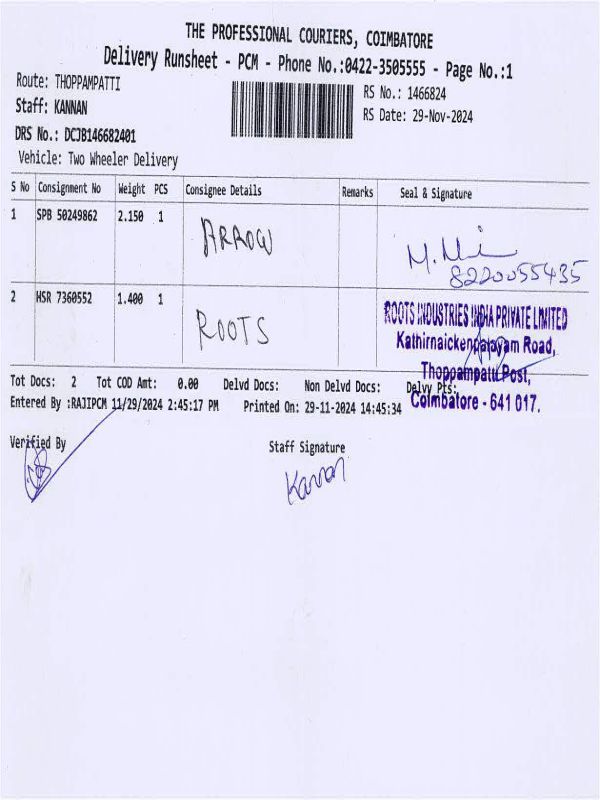 THE PROFESSIONAL COURIERS, COIMBATORE
Delivery Runsheet - PCM - Phone No.:0422-3505555 - Page No.:1
Route: THOPPAMPATTI
RS No.: 1466824
Staff: KANNAN
RS Date: 29-Nov-2024
DRS No.: DCJB146682401
Vehicle: Two Wheeler Delivery
S No Consignment No Weight PCS Consignee Details Remarks Seal & Signature
1 SPB 50249862 2.150 1 ARROW
8220055435
2 HSR 7360552 1.400 1 ROOTS
ROOTS INDUSTRIES INDIA PRIVATE LIMITED
Kathirnaickenpalayam Road,
Thoppampatti Post,
Coimbatore - 641 017.
Tot Docs: 2 Tot COD Amt: 0.00 Delvd Docs: Non Delvd Docs: Delvy Pts:
Entered By :RAJIPCM 11/29/2024 2:45:17 PM Printed On: 29-11-2024 14:45:34
Verified By Staff Signature
Kannan